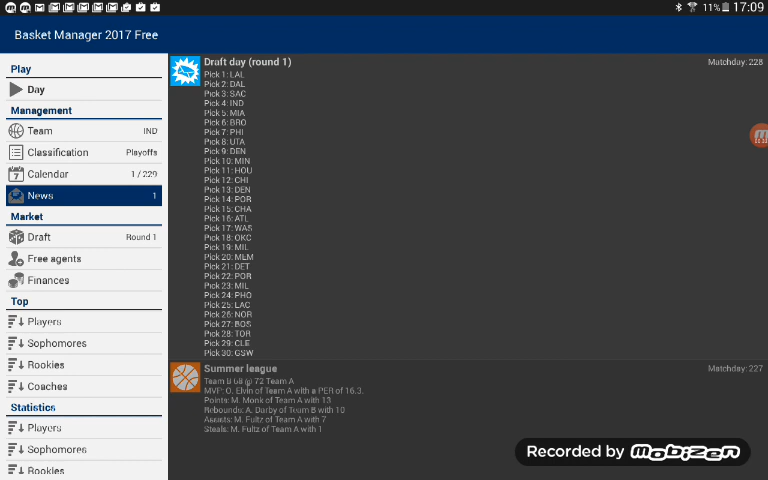 11% 17:09
Basket Manager 2017 Free
Play
Day
Management
Team IND
Classification Playoffs
Calendar 1 / 229
News 1
Market
Draft Round 1
Free agents
Finances
Top
Players
Sophomores
Rookies
Coaches
Statistics
Players
Sophomores
Rookies
Draft day (round 1) Matchday: 228
Pick 1: LAL
Pick 2: DAL
Pick 3: SAC
Pick 4: IND
Pick 5: MIA
Pick 6: BRO
Pick 7: PHI
Pick 8: UTA
Pick 9: DEN
Pick 10: MIN
Pick 11: HOU
Pick 12: CHI
Pick 13: DEN
Pick 14: POR
Pick 15: CHA
Pick 16: ATL
Pick 17: WAS
Pick 18: OKC
Pick 19: MIL
Pick 20: MEM
Pick 21: DET
Pick 22: POR
Pick 23: MIL
Pick 24: PHO
Pick 25: LAC
Pick 26: NOR
Pick 27: BOS
Pick 28: TOR
Pick 29: CLE
Pick 30: GSW
Summer league Matchday: 227
Team B 68 @ 72 Team A
MVP: O. Elvin of Team A with a PER of 16.3.
Points: M. Monk of Team A with 13
Rebounds: A. Darby of Team B with 10
Assists: M. Fultz of Team A with 7
Steals: M. Fultz of Team A with 1
Recorded by Mobizen